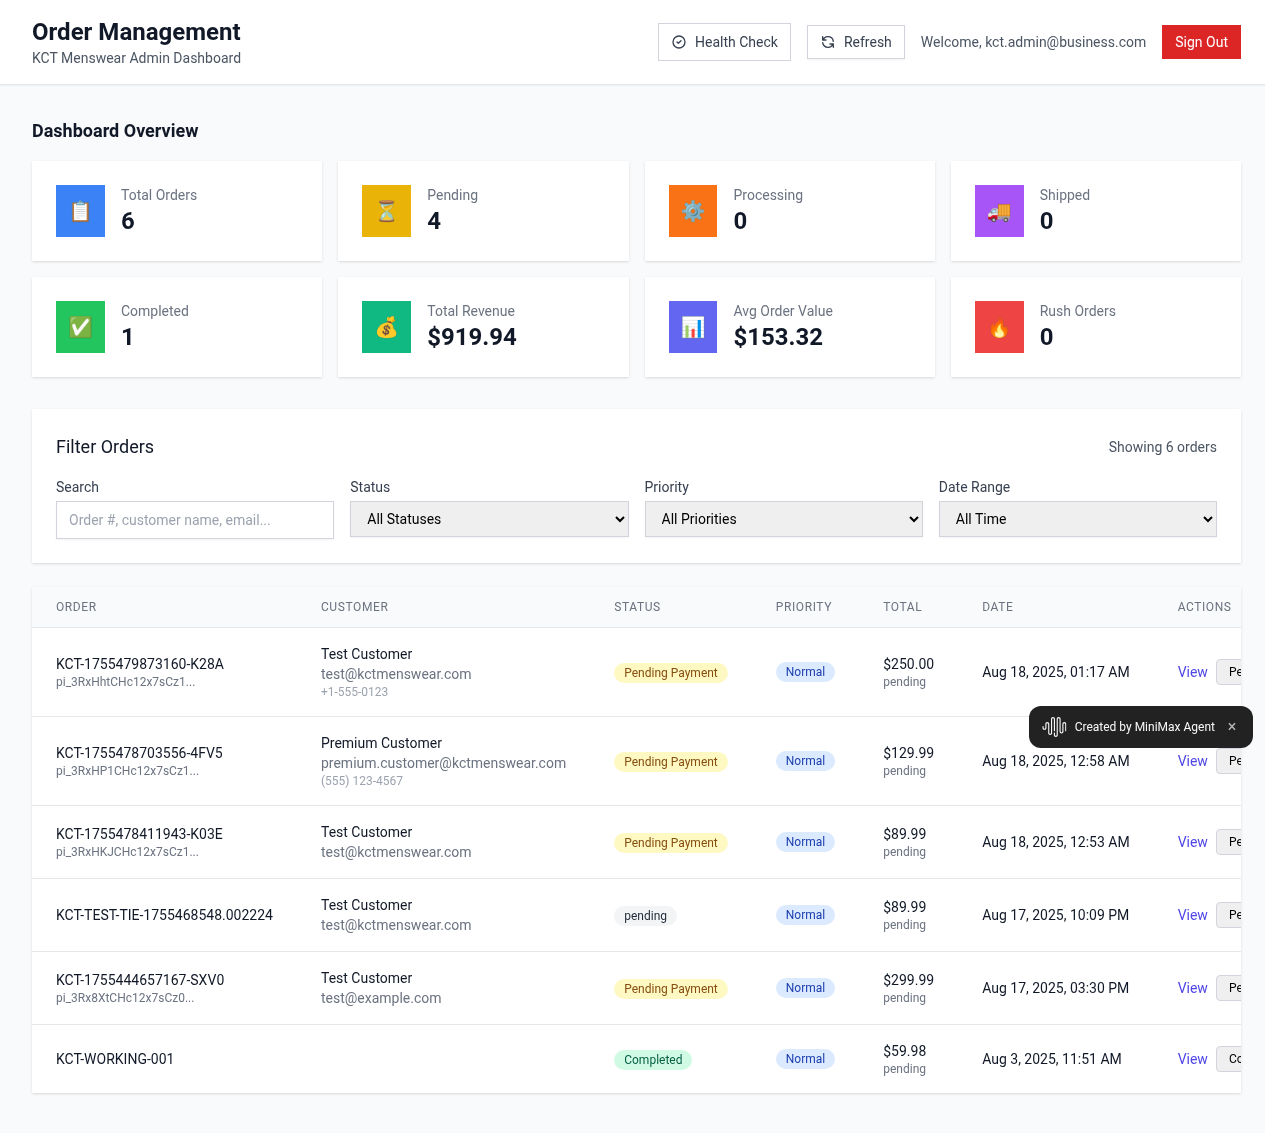 Order Management
KCT Menswear Admin Dashboard
Health Check
Refresh
Welcome, kct.admin@business.com
Sign Out
Dashboard Overview
Total Orders
6
Pending
4
Processing
0
Shipped
0
Completed
1
Total Revenue
$919.94
Avg Order Value
$153.32
Rush Orders
0
Filter Orders
Showing 6 orders
Search
Status
Priority
Date Range
Order #, customer name, email...
All Statuses
All Priorities
All Time
ORDER CUSTOMER STATUS PRIORITY TOTAL DATE ACTIONS
KCT-1755479873160-K28A
pi_3RxHhtCHc12x7sCz1...
Test Customer
test@kctmenswear.com
+1-555-0123
Pending Payment
Normal
$250.00
pending
Aug 18, 2025, 01:17 AM
View
Pe
Created by MiniMax Agent ×
KCT-1755478703556-4FV5
pi_3RxHP1CHc12x7sCz1...
Premium Customer
premium.customer@kctmenswear.com
(555) 123-4567
Pending Payment
Normal
$129.99
pending
Aug 18, 2025, 12:58 AM
View
Pe
KCT-1755478411943-K03E
pi_3RxHKJCHc12x7sCz1...
Test Customer
test@kctmenswear.com
Pending Payment
Normal
$89.99
pending
Aug 18, 2025, 12:53 AM
View
Pe
KCT-TEST-TIE-1755468548.002224
Test Customer
test@kctmenswear.com
pending
Normal
$89.99
pending
Aug 17, 2025, 10:09 PM
View
Pe
KCT-1755444657167-SXV0
pi_3Rx8XtCHc12x7sCz0...
Test Customer
test@example.com
Pending Payment
Normal
$299.99
pending
Aug 17, 2025, 03:30 PM
View
Pe
KCT-WORKING-001
Completed
Normal
$59.98
pending
Aug 3, 2025, 11:51 AM
View
Co